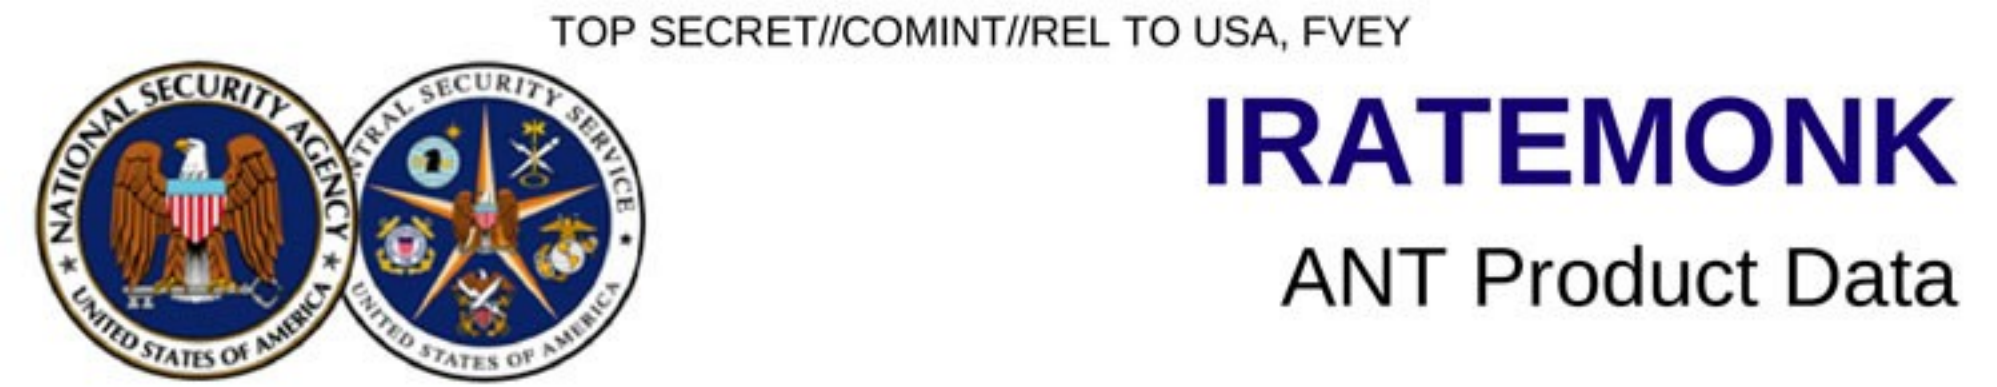 TOP SECRET//COMINT//REL TO USA, FVEY
NATIONAL SECURITY AGENCY
UNITED STATES OF AMERICA
TRAL SECURITY SERVICE
UNITED STATES OF AMERICA
IRATEMONK
ANT Product Data